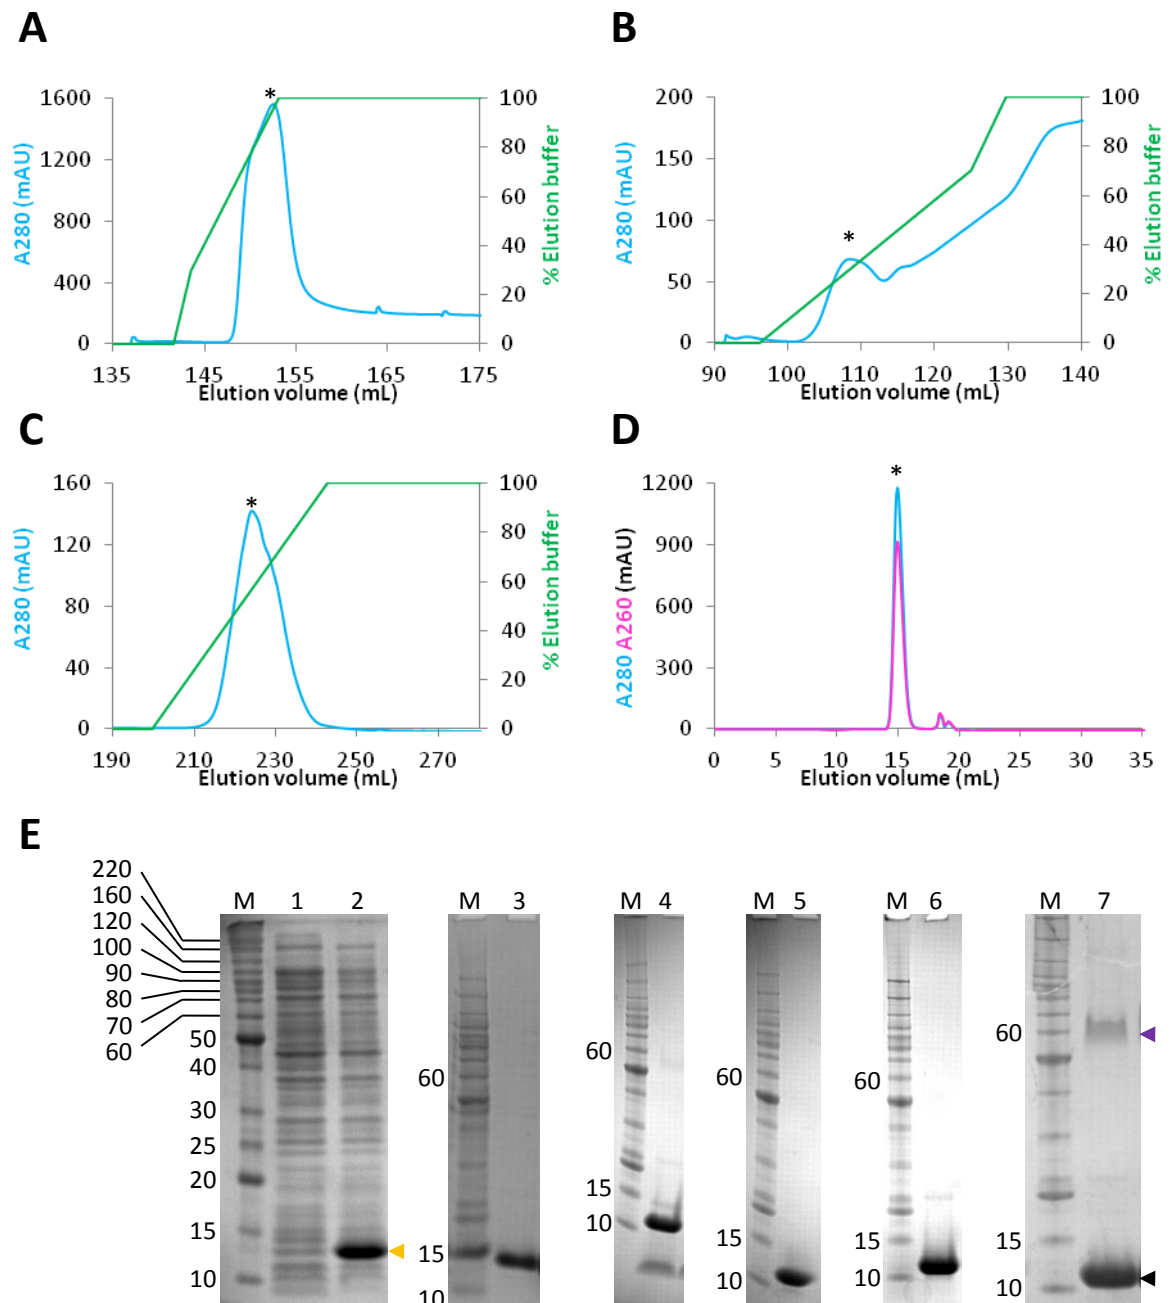 A
B
1600
1200
800
400
0
A280 (mAU)
*
100
80
60
40
20
0
% Elution buffer
135 145 155 165 175
Elution volume (mL)
200
150
100
50
0
A280 (mAU)
*
100
80
60
40
20
0
% Elution buffer
90 100 110 120 130 140
Elution volume (mL)
C
D
160
120
80
40
0
A280 (mAU)
*
100
80
60
40
20
0
% Elution buffer
190 210 230 250 270
Elution volume (mL)
1200
900
600
300
0
A280 A260 (mAU)
*
0 5 10 15 20 25 30 35
Elution volume (mL)
E
M 1 2
220
160
120
100
90
80
70
60
50
40
30
25
20
15
10
M 3
60
15
10
M 4
60
15
10
M 5
60
15
10
M 6
60
15
10
M 7
60
15
10